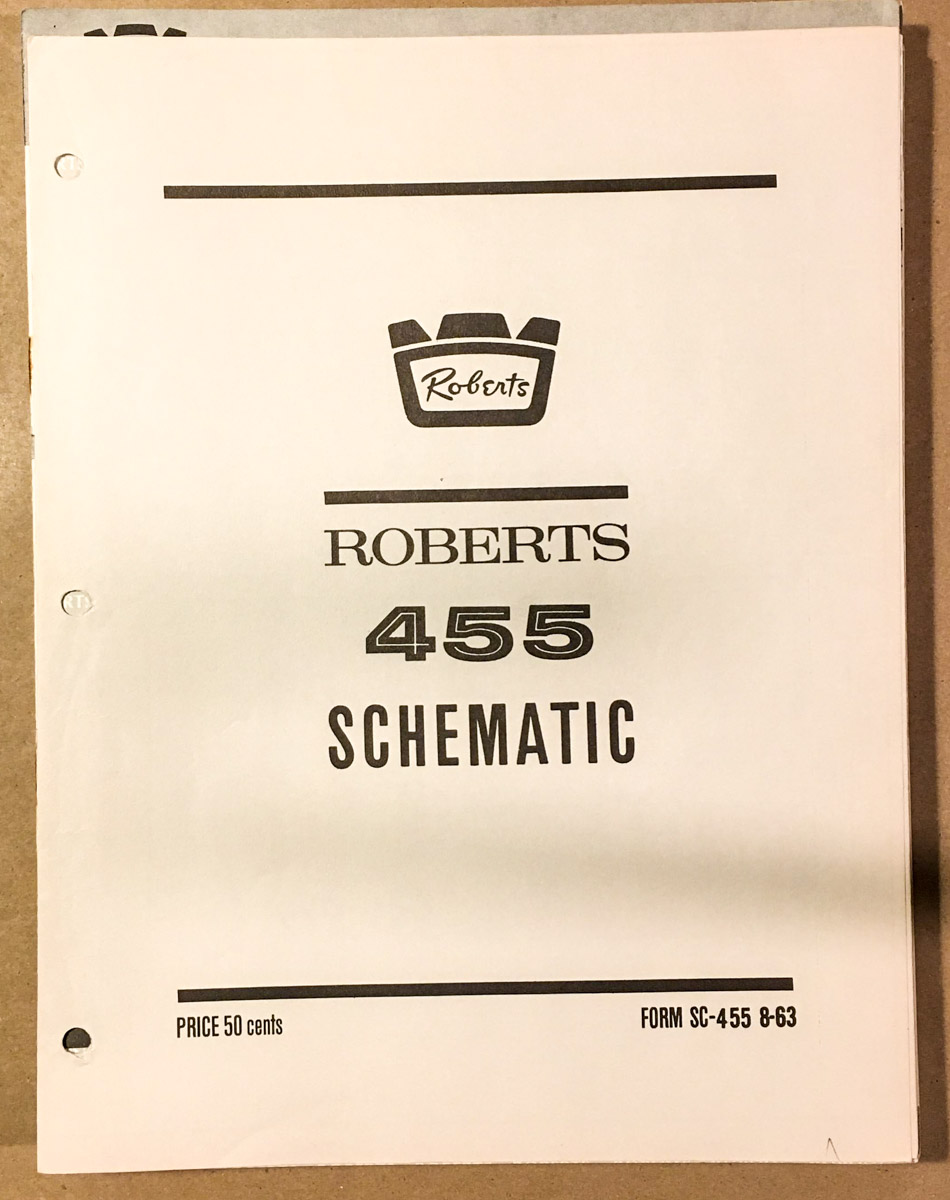 Roberts
ROBERTS
455
SCHEMATIC
PRICE 50 cents
FORM SC-455 8-63